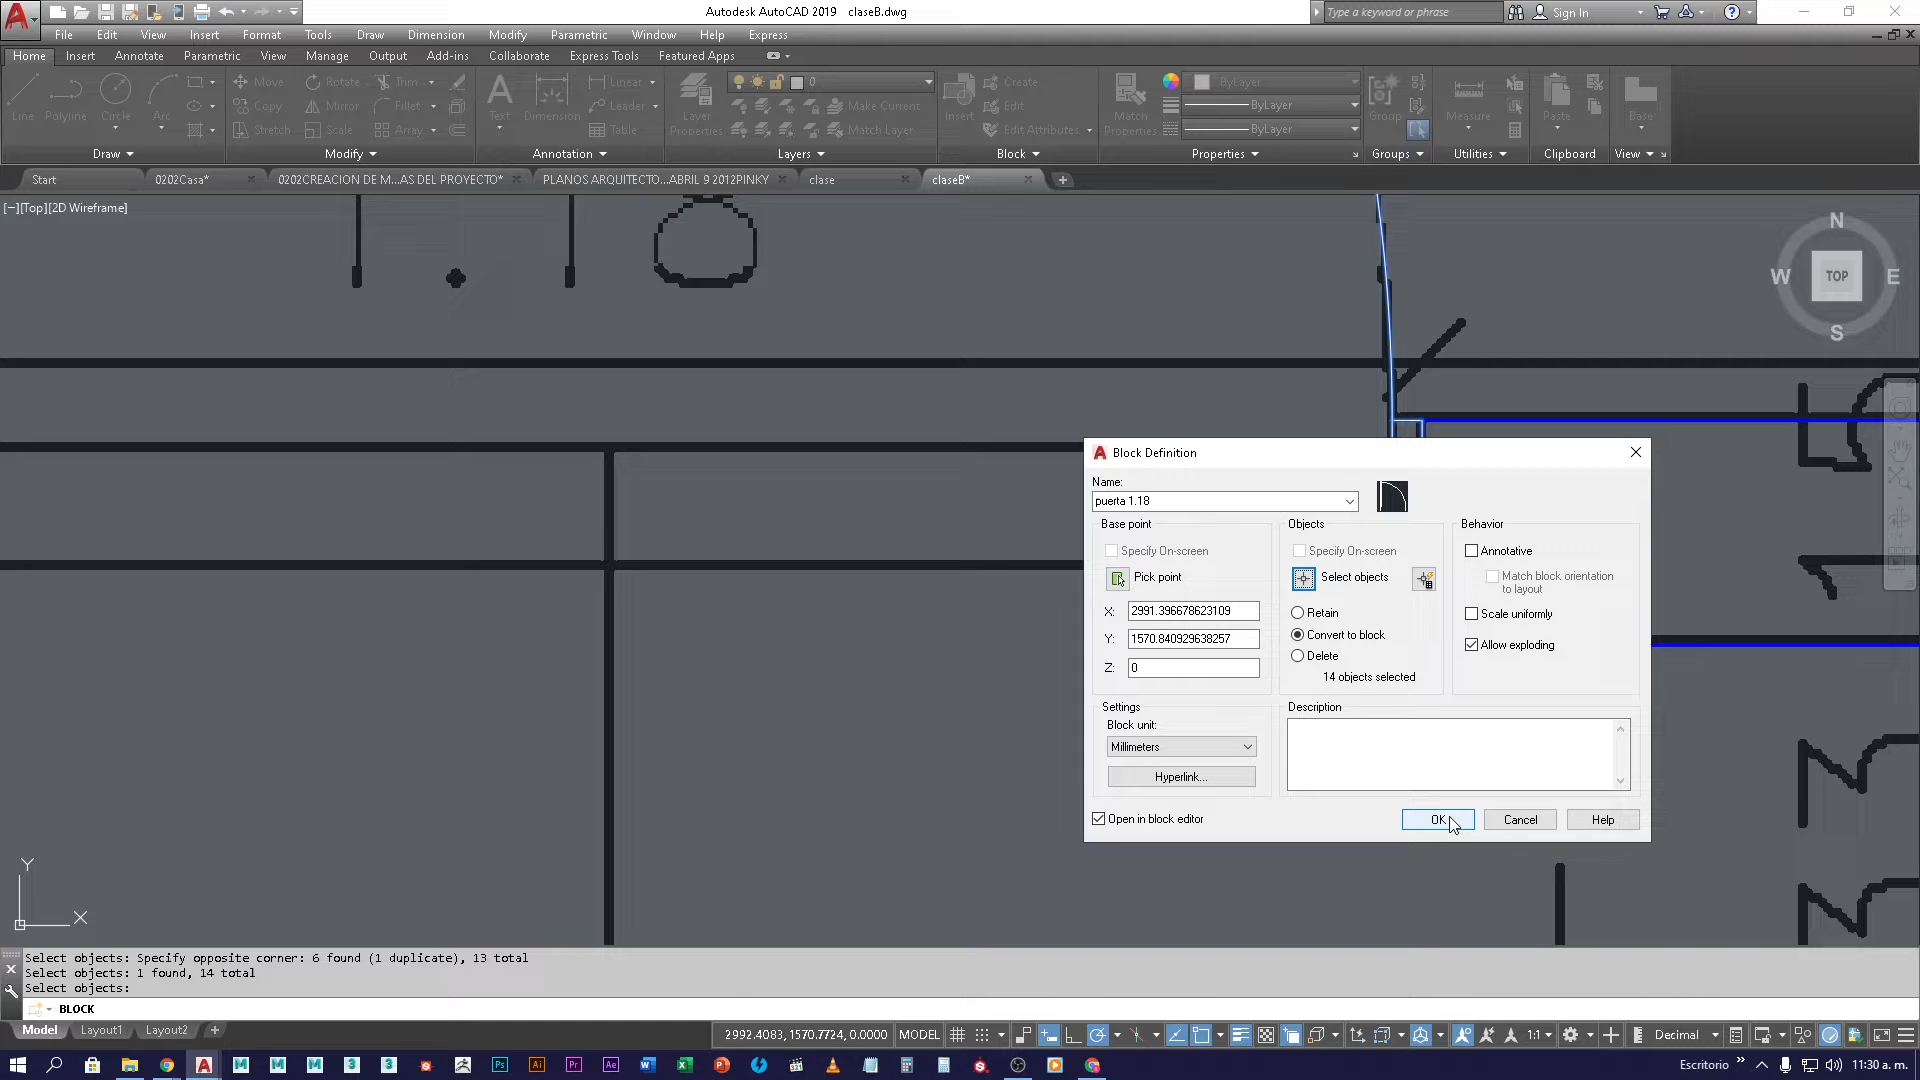 Autodesk AutoCAD 2019 claseB.dwg
Type a keyword or phrase
Sign In
File Edit View Insert Format Tools Draw Dimension Modify Parametric Window Help Express
Home Insert Annotate Parametric View Manage Output Add-ins Collaborate Express Tools Featured Apps
Line Polyline Circle Arc
Move Rotate Trim
Copy Mirror Fillet
Stretch Scale Array
Text Dimension
Linear
Leader
Table
Layer Properties
0
Make Current
Match Layer
Insert
Create
Edit
Edit Attributes
Match Properties
ByLayer
ByLayer
ByLayer
Group
Measure
Paste
Base
Draw Modify Annotation Layers Block Properties Groups Utilities Clipboard View
Start 0202Casa* 0202CREACION DE M...AS DEL PROYECTO* PLANOS ARQUITECTO...ABRIL 9 2012PINKY clase claseB*
[−][Top][2D Wireframe]
N
W TOP E
S
Block Definition
Name:
puerta 1.18
Base point
Specify On-screen
Pick point
X: 2991.396678623109
Y: 1570.840929638257
Z: 0
Objects
Specify On-screen
Select objects
Retain
Convert to block
Delete
14 objects selected
Behavior
Annotative
Match block orientation
to layout
Scale uniformly
Allow exploding
Settings
Block unit:
Millimeters
Hyperlink...
Description
Open in block editor
OK Cancel Help
Y
X
Select objects: Specify opposite corner: 6 found (1 duplicate), 13 total
Select objects: 1 found, 14 total
Select objects:
BLOCK
Model Layout1 Layout2
2992.4083, 1570.7724, 0.0000 MODEL 1:1 Decimal
Escritorio 11:30 a. m.